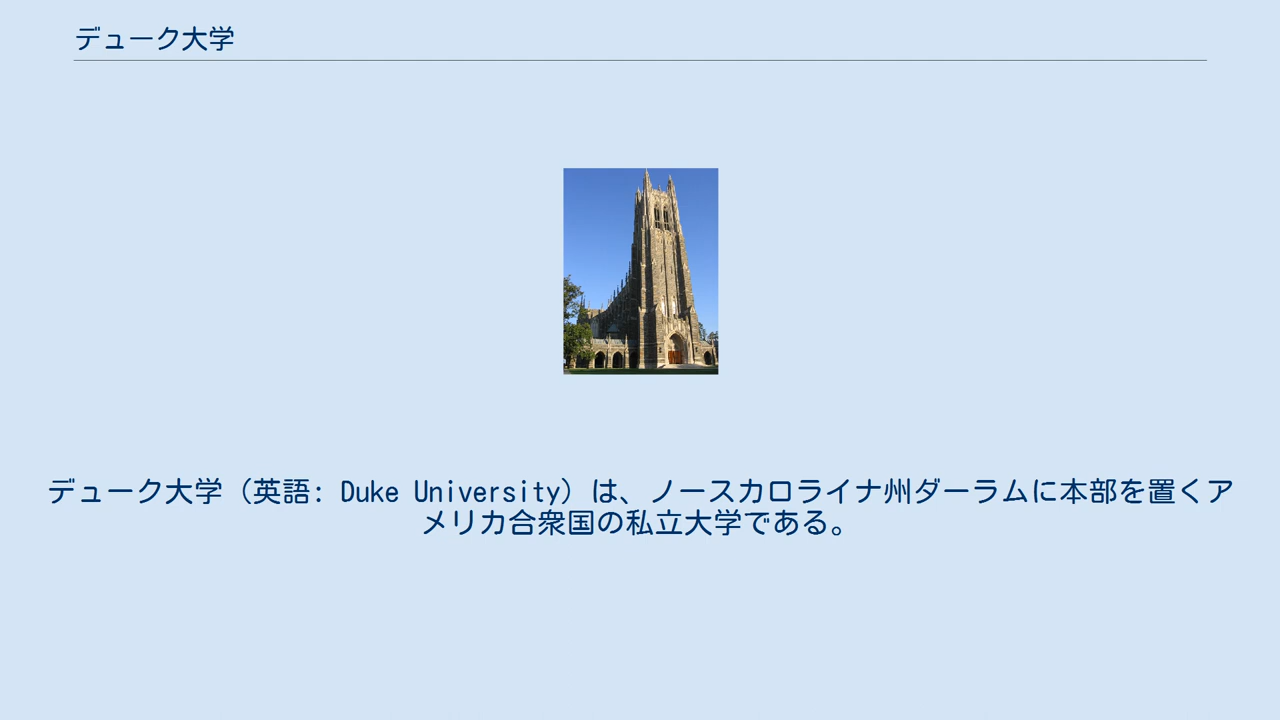 デューク大学
デューク大学（英語: Duke University）は、ノースカロライナ州ダーラムに本部を置くア
メリカ合衆国の私立大学である。